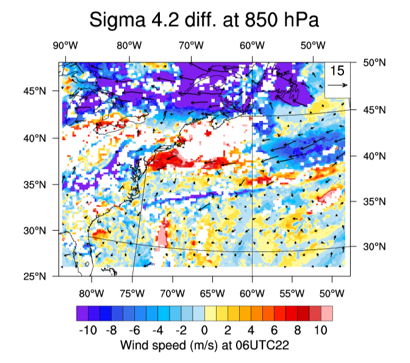 Sigma 4.2 diff. at 850 hPa
90°W 80°W 70°W 60°W 50°W
15
50°N
45°N 45°N
40°N 40°N
35°N 35°N
30°N 30°N
25°N
80°W 75°W 70°W 65°W 60°W 55°W 50°W
-10 -8 -6 -4 -2 0 2 4 6 8 10
Wind speed (m/s) at 06UTC22